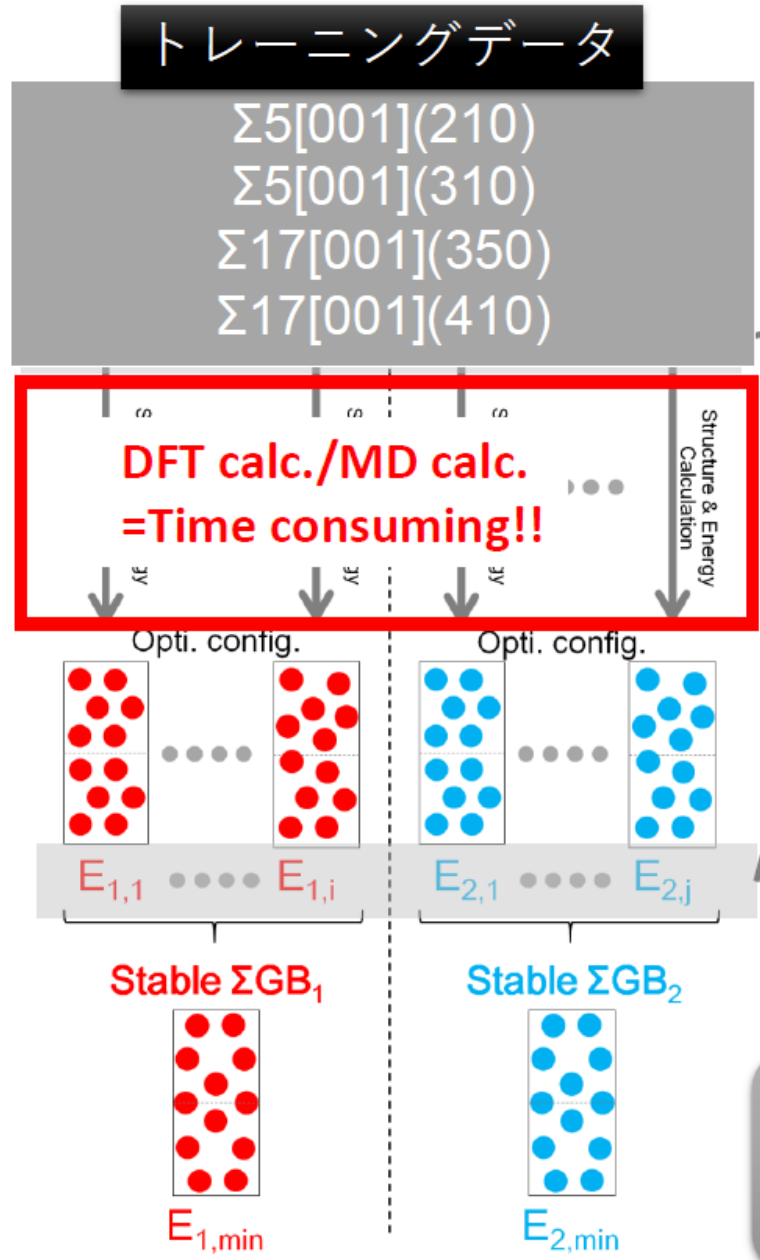 トレーニングデータ
Σ5[001](210)
Σ5[001](310)
Σ17[001](350)
Σ17[001](410)
DFT calc./MD calc.
=Time consuming!!
Structure & Energy
Calculation
Opti. config.
Opti. config.
E1,1
E1,i
E2,1
E2,j
Stable ΣGB1
Stable ΣGB2
E1,min
E2,min